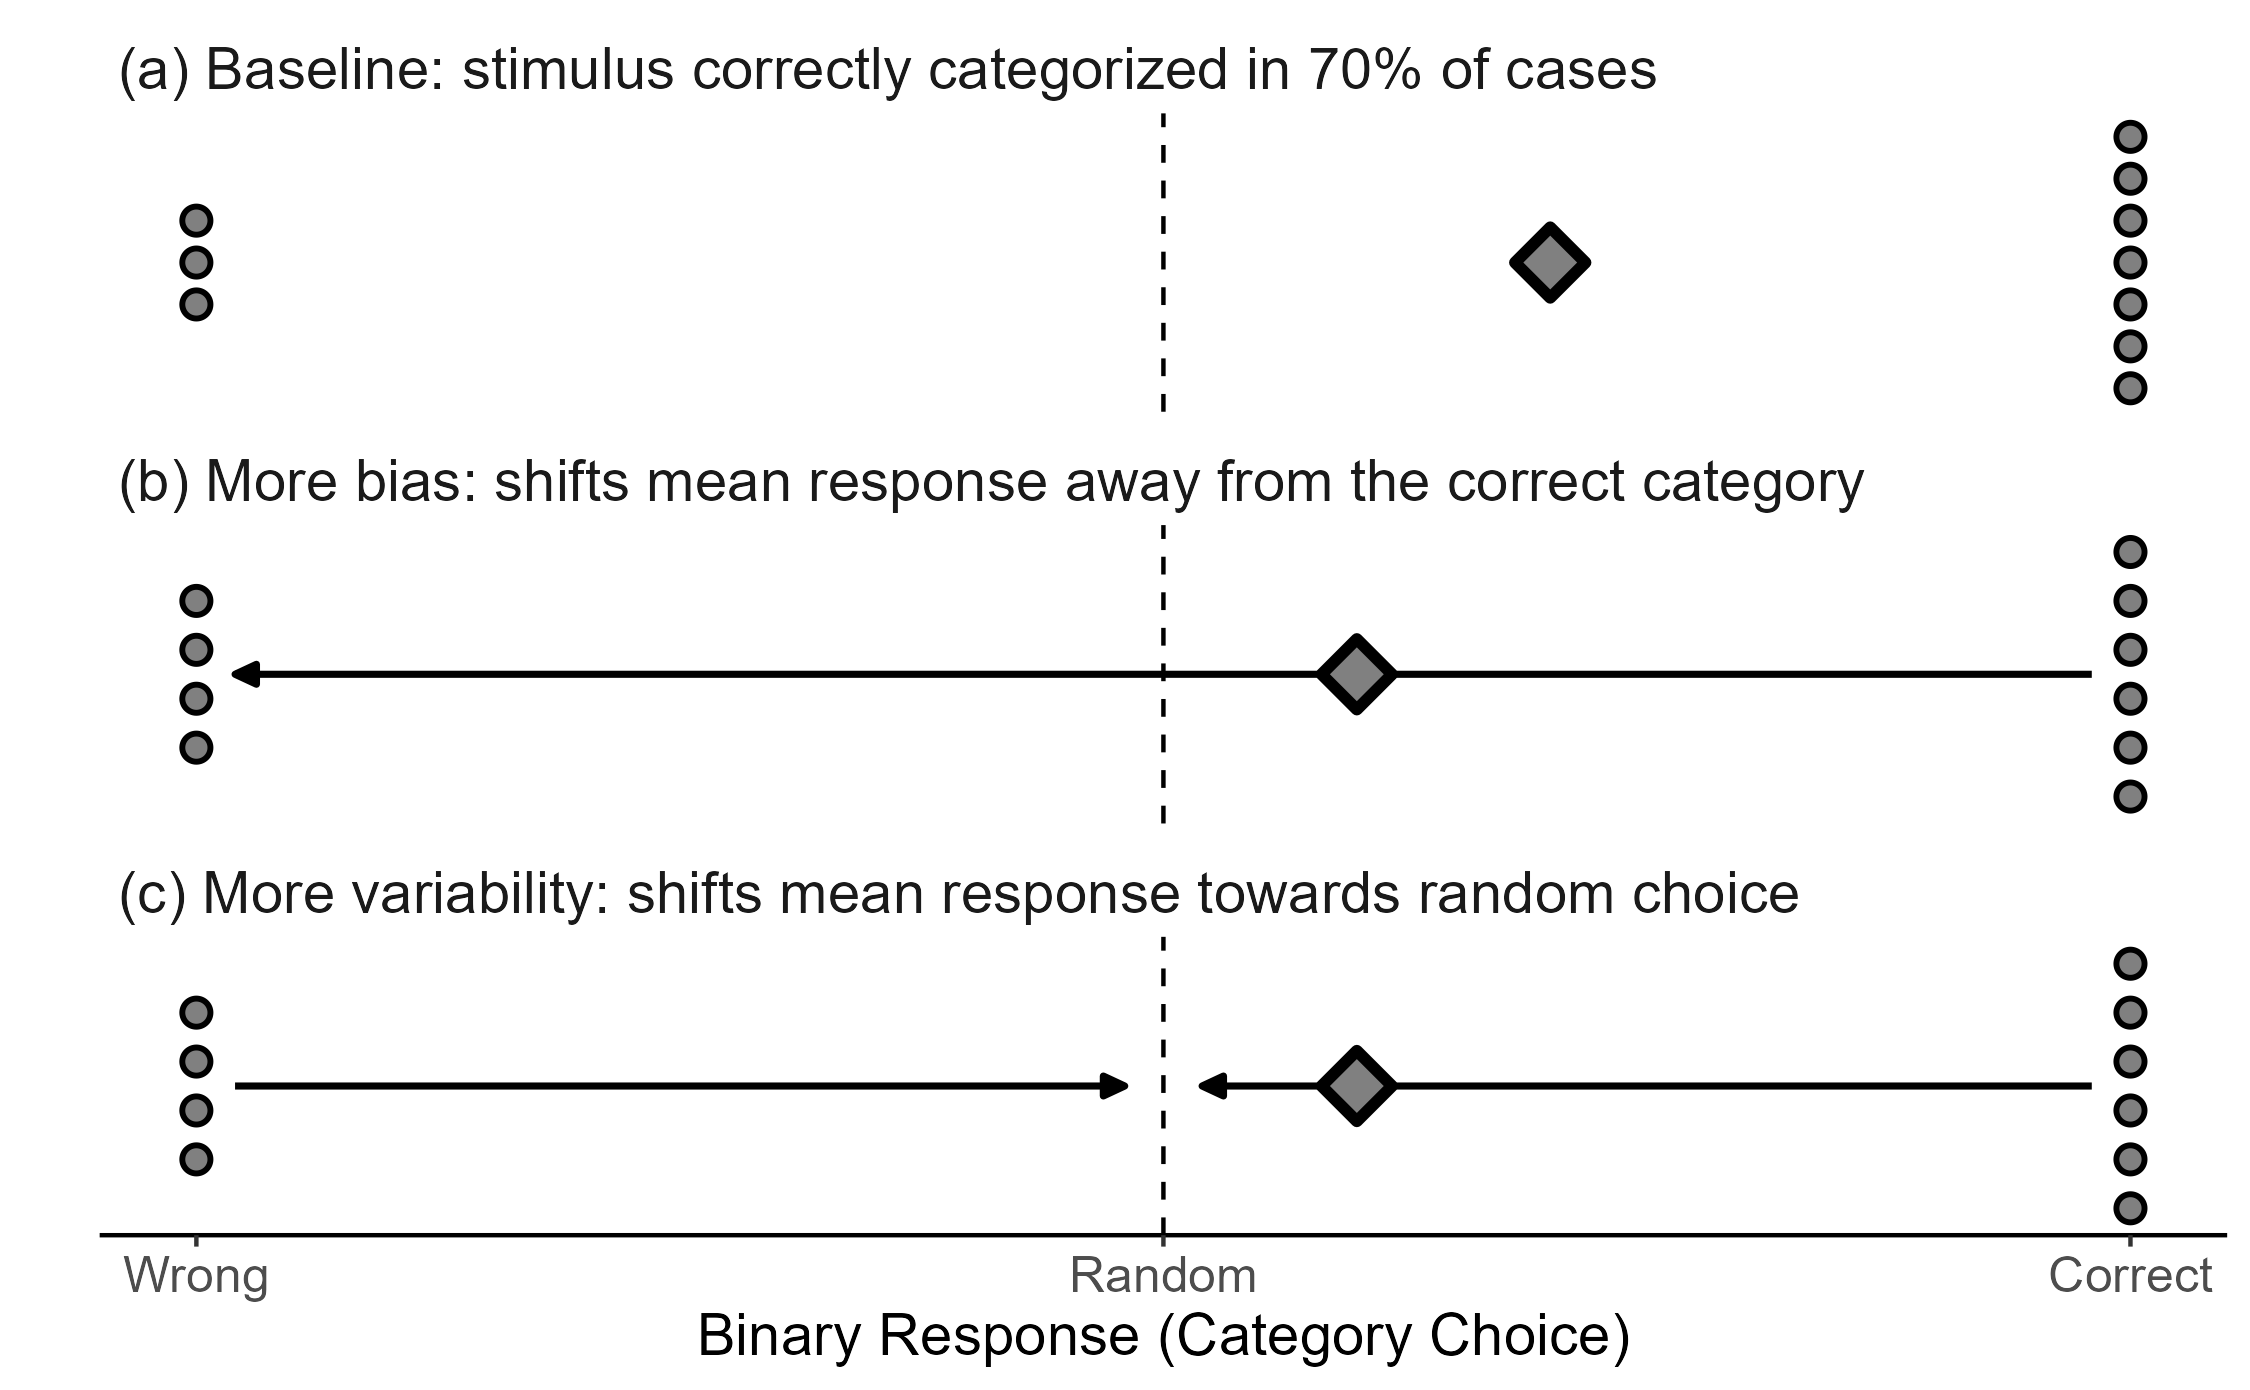 (a) Baseline: stimulus correctly categorized in 70% of cases
(b) More bias: shifts mean response away from the correct category
(c) More variability: shifts mean response towards random choice
Wrong Random Correct
Binary Response (Category Choice)